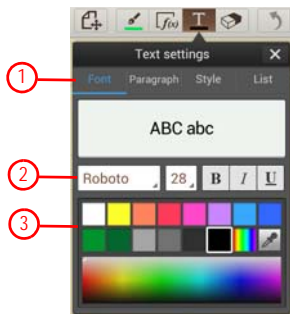 f(x) T
Text settings X
1 Font Paragraph Style List
ABC abc
2 Roboto 28 B I U
3